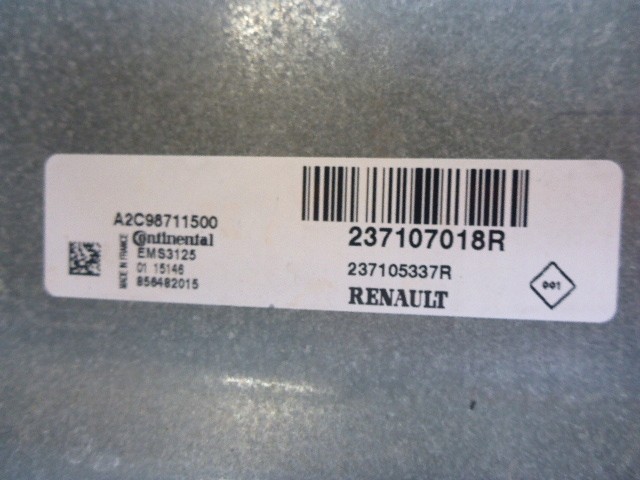 A2C98711500
Continental
MADE IN FRANCE
EMS3125
01 15146
856482015
237107018R
237105337R
RENAULT
001